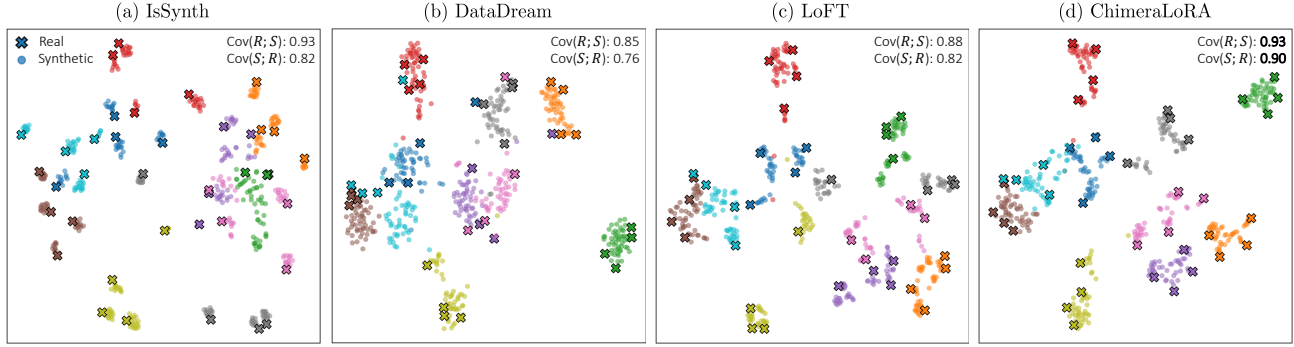 (a) IsSynth
Real
Synthetic
Cov(R; S): 0.93
Cov(S; R): 0.82
(b) DataDream
Cov(R; S): 0.85
Cov(S; R): 0.76
(c) LoFT
Cov(R; S): 0.88
Cov(S; R): 0.82
(d) ChimeraLoRA
Cov(R; S): 0.93
Cov(S; R): 0.90